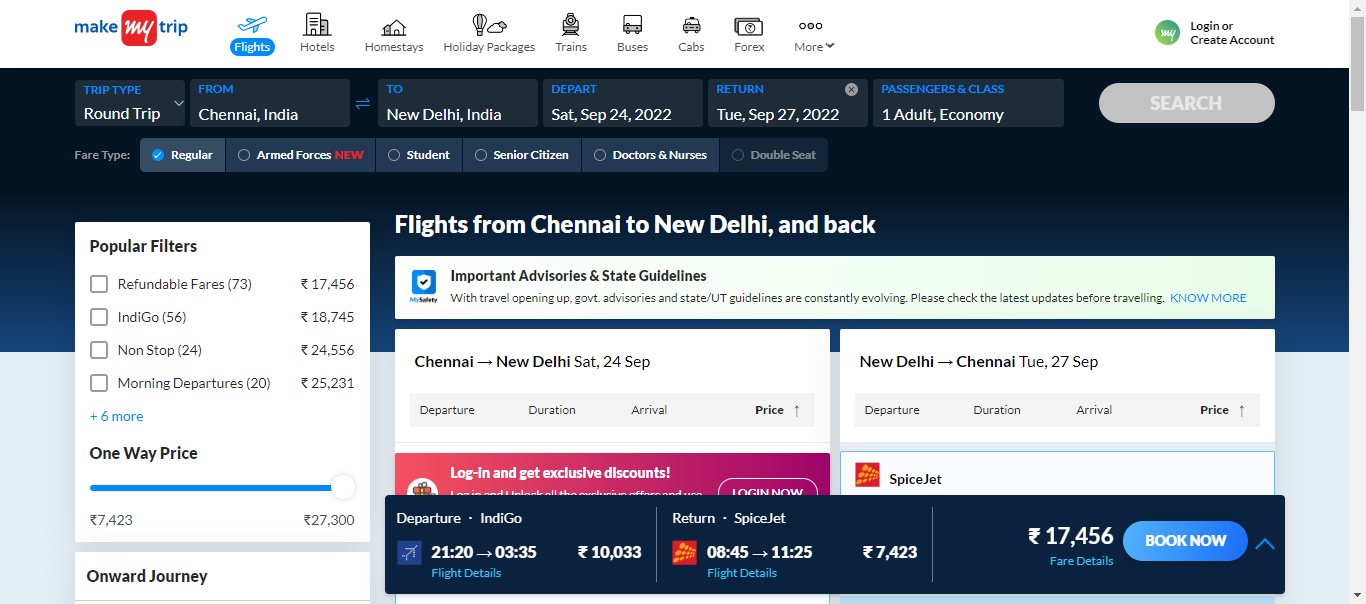 make my trip
Flights
Hotels
Homestays
Holiday Packages
Trains
Buses
Cabs
Forex
More
my
Login or
Create Account
TRIP TYPE
Round Trip
FROM
Chennai, India
TO
New Delhi, India
DEPART
Sat, Sep 24, 2022
RETURN
Tue, Sep 27, 2022
PASSENGERS & CLASS
1 Adult, Economy
SEARCH
Fare Type:
Regular
Armed Forces NEW
Student
Senior Citizen
Doctors & Nurses
Double Seat
Flights from Chennai to New Delhi, and back
Popular Filters
Refundable Fares (73) ₹ 17,456
IndiGo (56) ₹ 18,745
Non Stop (24) ₹ 24,556
Morning Departures (20) ₹ 25,231
+ 6 more
One Way Price
₹7,423 ₹27,300
Onward Journey
MySafety
Important Advisories & State Guidelines
With travel opening up, govt. advisories and state/UT guidelines are constantly evolving. Please check the latest updates before travelling. KNOW MORE
Chennai → New Delhi Sat, 24 Sep
Departure Duration Arrival Price ↑
New Delhi → Chennai Tue, 27 Sep
Departure Duration Arrival Price ↑
Log-in and get exclusive discounts!
Log in and Unlock all the exclusive offers and use
LOGIN NOW
SpiceJet
Departure · IndiGo
21:20 → 03:35 ₹ 10,033
Flight Details
Return · SpiceJet
08:45 → 11:25 ₹ 7,423
Flight Details
₹ 17,456
Fare Details
BOOK NOW